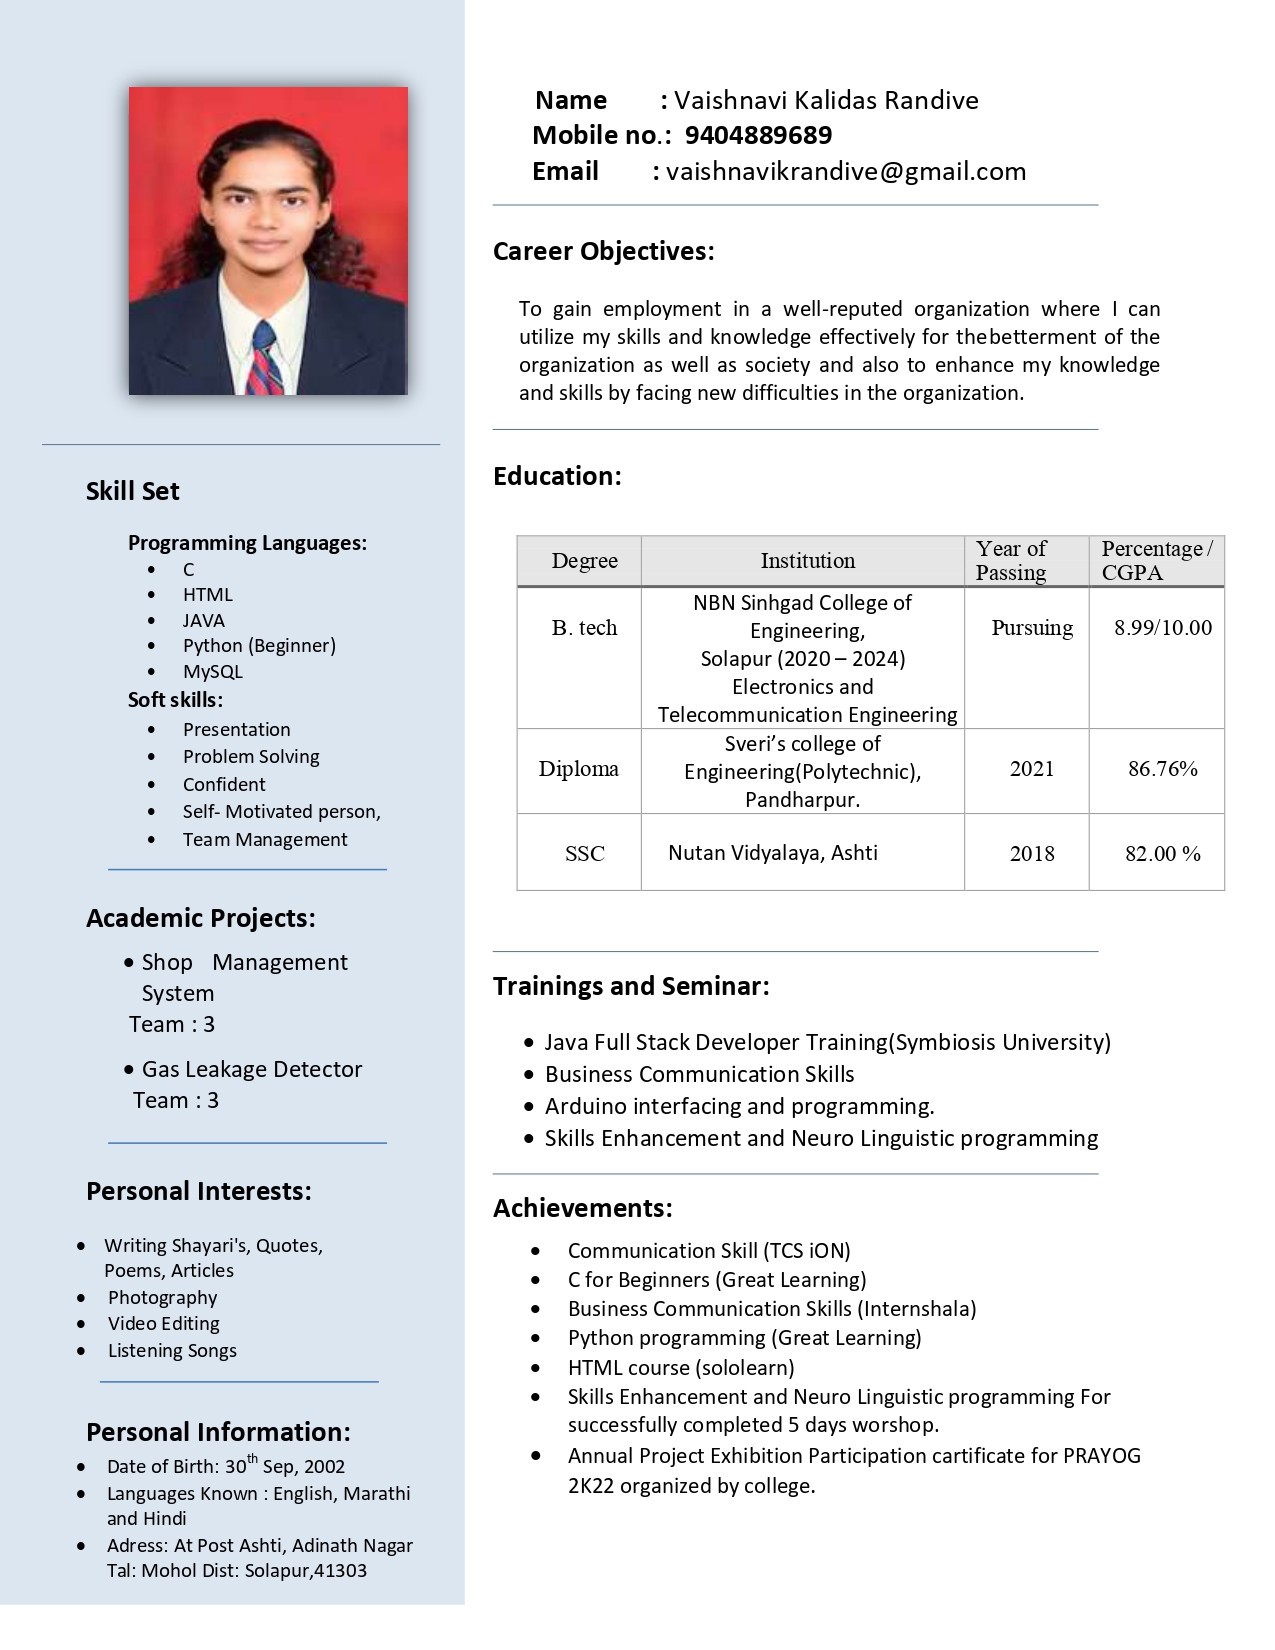 Name : Vaishnavi Kalidas Randive
Mobile no.: 9404889689
Email : vaishnavikrandive@gmail.com
Career Objectives:
To gain employment in a well-reputed organization where I can
utilize my skills and knowledge effectively for thebetterment of the
organization as well as society and also to enhance my knowledge
and skills by facing new difficulties in the organization.
Education:
Degree Institution Year of Passing Percentage / CGPA
B. tech NBN Sinhgad College of Engineering, Solapur (2020 – 2024) Electronics and Telecommunication Engineering Pursuing 8.99/10.00
Diploma Sveri’s college of Engineering(Polytechnic), Pandharpur. 2021 86.76%
SSC Nutan Vidyalaya, Ashti 2018 82.00 %
Trainings and Seminar:
• Java Full Stack Developer Training(Symbiosis University)
• Business Communication Skills
• Arduino interfacing and programming.
• Skills Enhancement and Neuro Linguistic programming
Achievements:
• Communication Skill (TCS iON)
• C for Beginners (Great Learning)
• Business Communication Skills (Internshala)
• Python programming (Great Learning)
• HTML course (sololearn)
• Skills Enhancement and Neuro Linguistic programming For
successfully completed 5 days worshop.
• Annual Project Exhibition Participation cartificate for PRAYOG
2K22 organized by college.
Skill Set
Programming Languages:
• C
• HTML
• JAVA
• Python (Beginner)
• MySQL
Soft skills:
• Presentation
• Problem Solving
• Confident
• Self- Motivated person,
• Team Management
Academic Projects:
• Shop Management
System
Team : 3
• Gas Leakage Detector
Team : 3
Personal Interests:
• Writing Shayari's, Quotes,
Poems, Articles
• Photography
• Video Editing
• Listening Songs
Personal Information:
• Date of Birth: 30th Sep, 2002
• Languages Known : English, Marathi
and Hindi
• Adress: At Post Ashti, Adinath Nagar
Tal: Mohol Dist: Solapur,41303